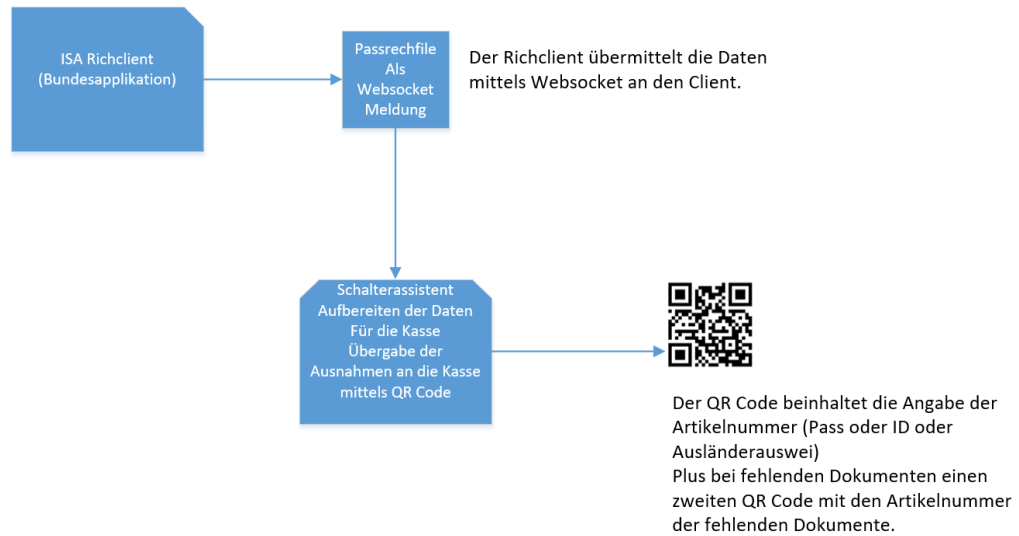 ISA Richclient
(Bundesapplikation)
Passrechfile
Als
Websocket
Meldung
Der Richclient übermittelt die Daten
mittels Websocket an den Client.
Schalterassistent
Aufbereiten der Daten
Für die Kasse
Übergabe der
Ausnahmen an die Kasse
mittels QR Code
Der QR Code beinhaltet die Angabe der
Artikelnummer (Pass oder ID oder
Ausländerauswei)
Plus bei fehlenden Dokumenten einen
zweiten QR Code mit den Artikelnummer
der fehlenden Dokumente.